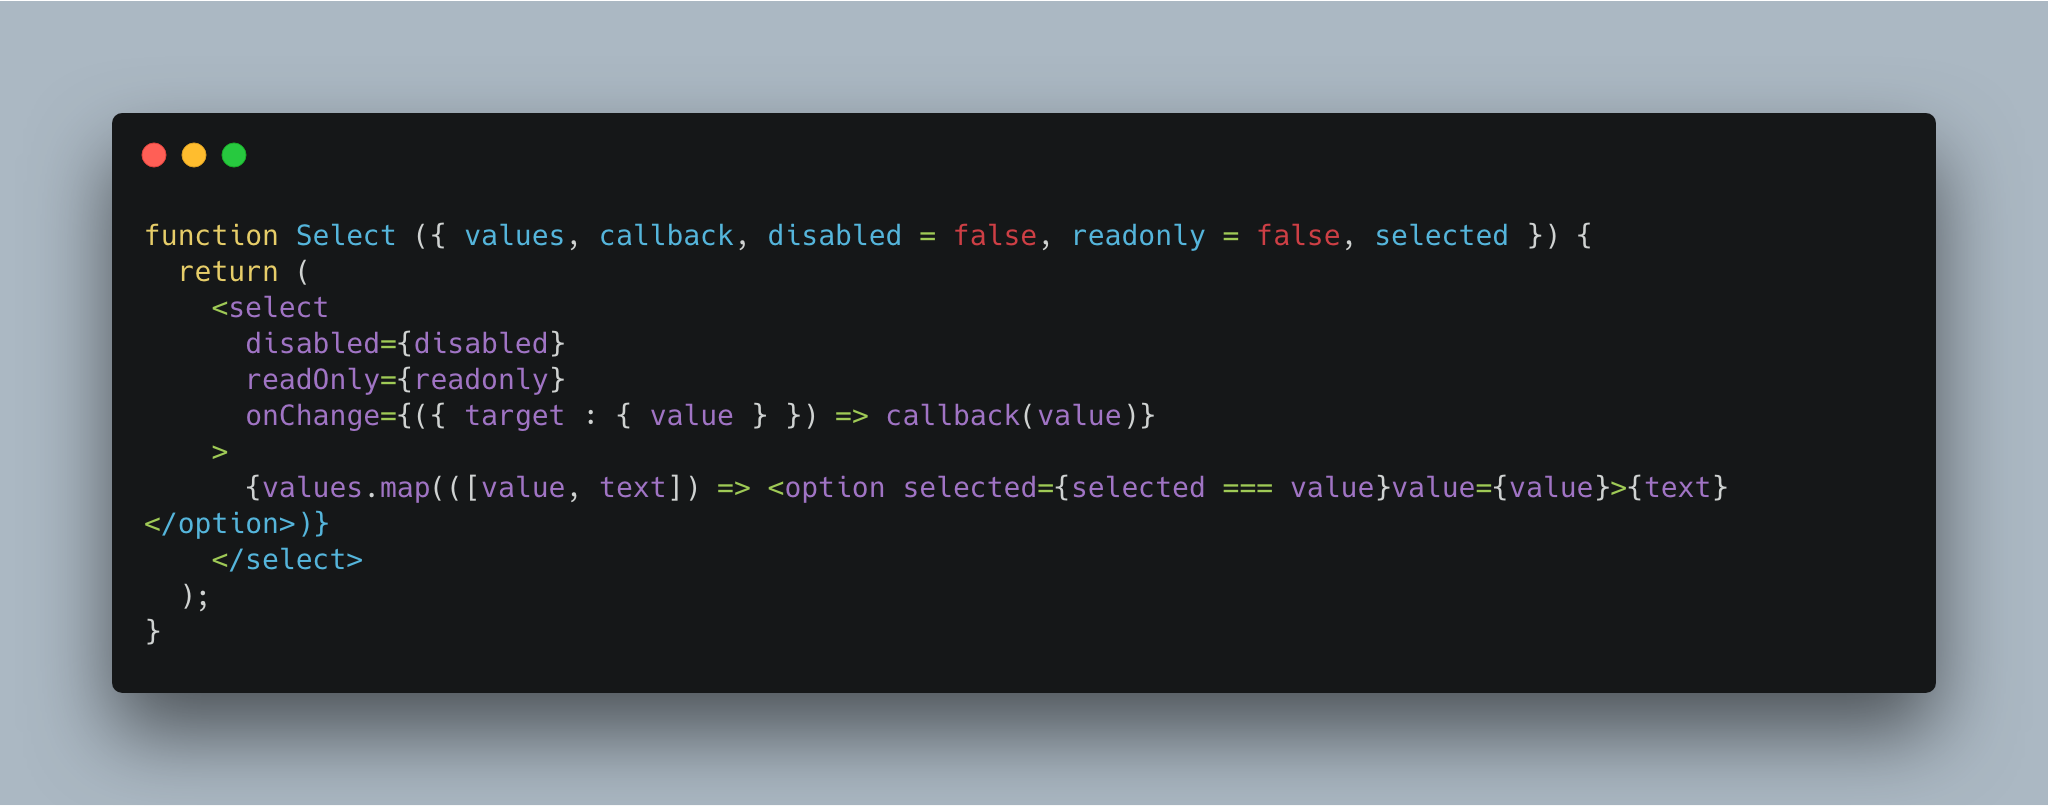 function Select ({ values, callback, disabled = false, readonly = false, selected }) {
  return (
    <select
      disabled={disabled}
      readOnly={readonly}
      onChange={({ target : { value } }) => callback(value)}
    >
      {values.map(([value, text]) => <option selected={selected === value}value={value}>{text}
</option>)}
    </select>
  );
}